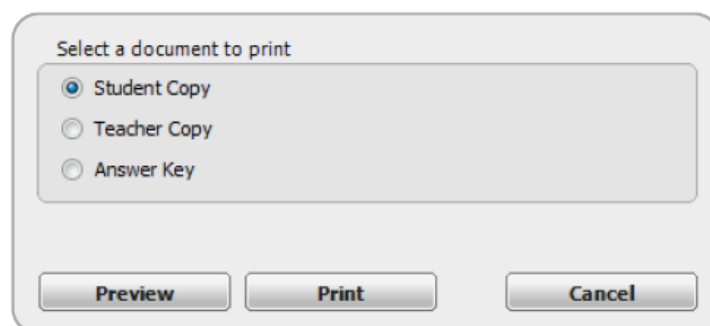 Select a document to print
Student Copy
Teacher Copy
Answer Key
Preview Print Cancel